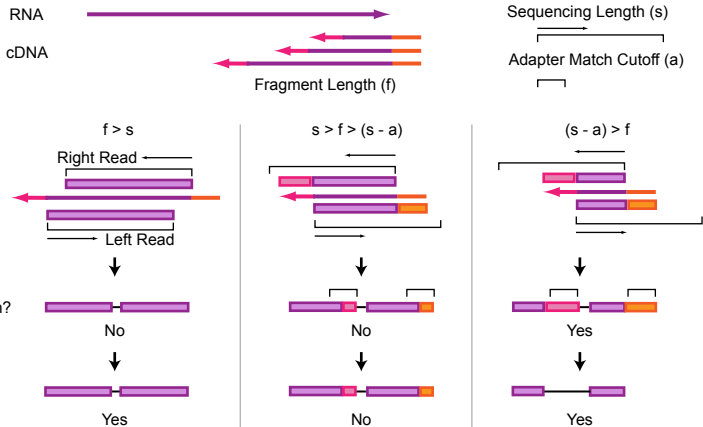 RNA
Sequencing Length (s)
cDNA
Adapter Match Cutoff (a)
Fragment Length (f)
f > s
s > f > (s - a)
(s - a) > f
Right Read
Left Read
No
No
Yes
Yes
No
Yes